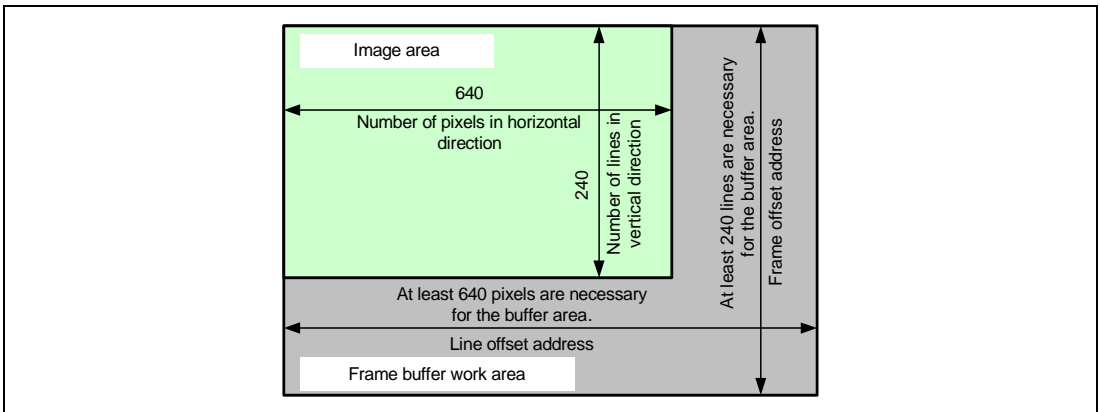 Image area
640
Number of pixels in horizontal
direction
240
Number of lines in
vertical direction
At least 240 lines are necessary
for the buffer area.
Frame offset address
At least 640 pixels are necessary
for the buffer area.
Line offset address
Frame buffer work area